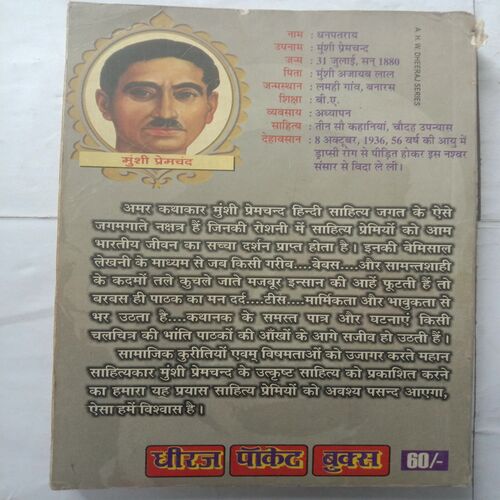 A. H. W. DHEERAJ SERIES
नाम : धनपतराय
उपनाम : मुंशी प्रेमचन्द
जन्म : 31 जुलाई, सन् 1880
पिता : मुंशी अजायब लाल
जन्मस्थान : लमही गांव, बनारस
शिक्षा : बी.ए.
व्यवसाय : अध्यापन
साहित्य : तीन सौ कहानियां, चौदह उपन्यास
देहावसान : 8 अक्टूबर, 1936, 56 वर्ष की आयु में
ड्राप्सी रोग से पीड़ित होकर इस नश्वर
संसार से विदा ले ली।
मुंशी प्रेमचंद
अमर कथाकार मुंशी प्रेमचन्द हिन्दी साहित्य जगत के ऐसे
जगमगाते नक्षत्र हैं जिनकी रोशनी में साहित्य प्रेमियों को आम
भारतीय जीवन का सच्चा दर्शन प्राप्त होता है। इनकी बेमिसाल
लेखनी के माध्यम से जब किसी गरीब....बेबस....और सामन्तशाही
के कदमों तले कुचले जाते मजबूर इन्सान की आहें फूटती हैं तो
बरबस ही पाठक का मन दर्द....टीस....मार्मिकता और भावुकता से
भर उठता है....कथानक के समस्त पात्र और घटनाएं किसी
चलचित्र की भांति पाठकों की आँखों के आगे सजीव हो उठती हैं।
सामाजिक कुरीतियों एवम् विषमताओं को उजागर करते महान
साहित्यकार मुंशी प्रेमचन्द के उत्कृष्ट साहित्य को प्रकाशित करने
का हमारा यह प्रयास साहित्य प्रेमियों को अवश्य पसन्द आएगा,
ऐसा हमें विश्वास है।
धीरज पॉकेट बुक्स 60/-